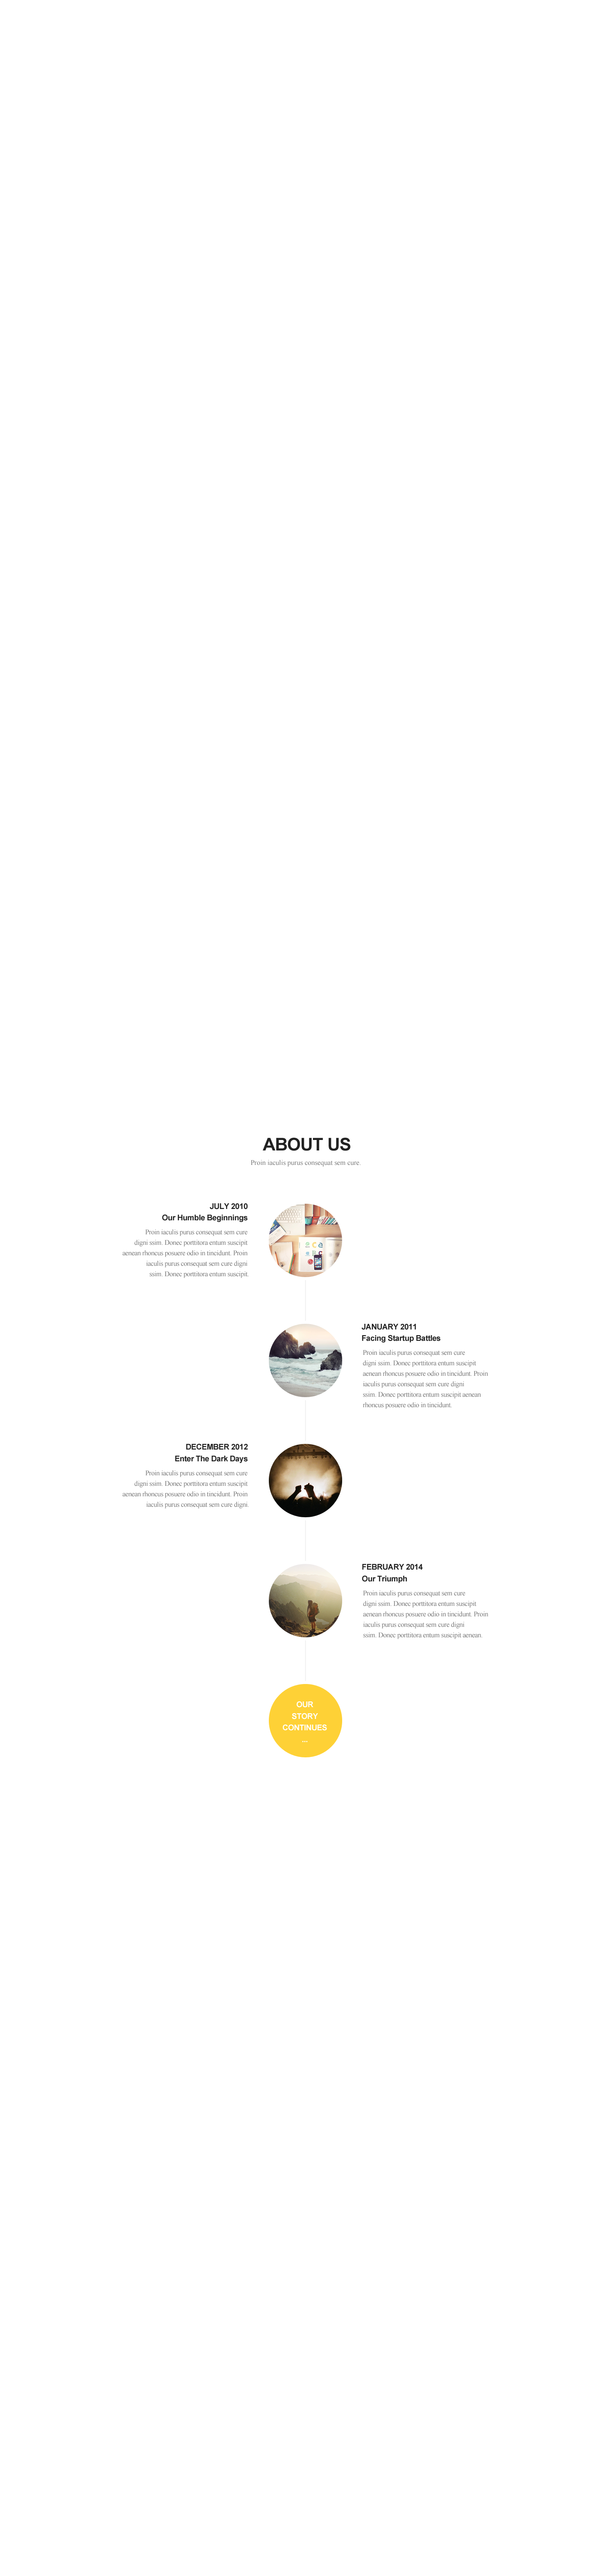 ABOUT US
Proin iaculis purus consequat sem cure.
JULY 2010
Our Humble Beginnings
Proin iaculis purus consequat sem cure
digni ssim. Donec porttitora entum suscipit
aenean rhoncus posuere odio in tincidunt. Proin
iaculis purus consequat sem cure digni
ssim. Donec porttitora entum suscipit.
JANUARY 2011
Facing Startup Battles
Proin iaculis purus consequat sem cure
digni ssim. Donec porttitora entum suscipit
aenean rhoncus posuere odio in tincidunt. Proin
iaculis purus consequat sem cure digni
ssim. Donec porttitora entum suscipit aenean
rhoncus posuere odio in tincidunt.
DECEMBER 2012
Enter The Dark Days
Proin iaculis purus consequat sem cure
digni ssim. Donec porttitora entum suscipit
aenean rhoncus posuere odio in tincidunt. Proin
iaculis purus consequat sem cure digni.
FEBRUARY 2014
Our Triumph
Proin iaculis purus consequat sem cure
digni ssim. Donec porttitora entum suscipit
aenean rhoncus posuere odio in tincidunt. Proin
iaculis purus consequat sem cure digni
ssim. Donec porttitora entum suscipit aenean.
OUR
STORY
CONTINUES
...